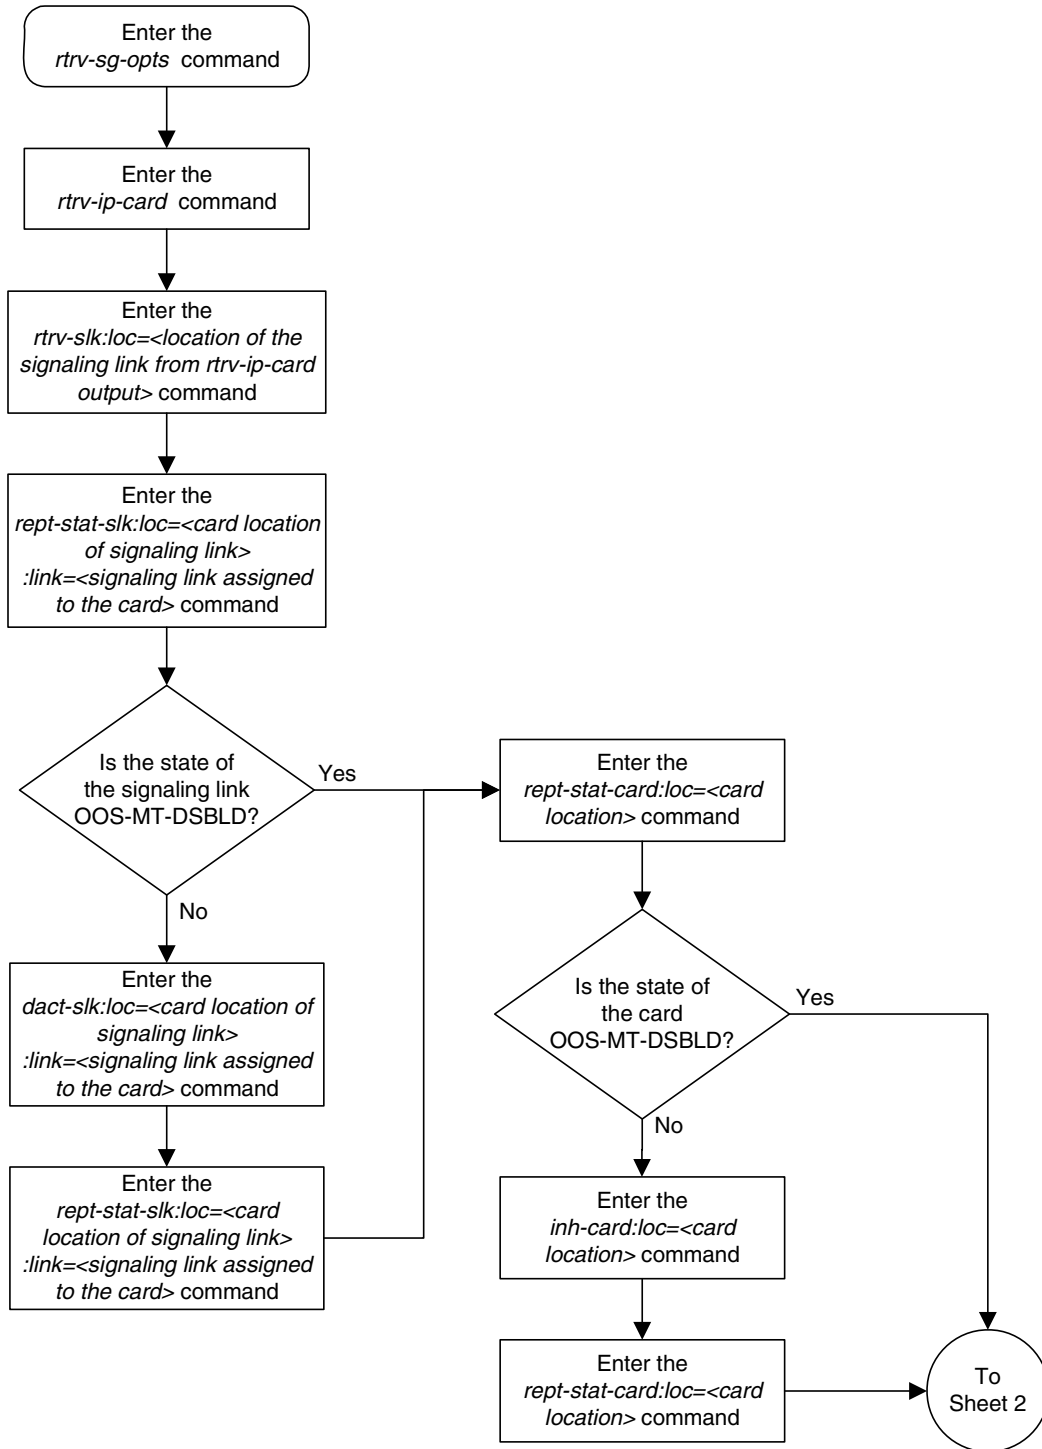 Enter the
rtrv-sg-opts command
Enter the
rtrv-ip-card command
Enter the
rtrv-slk:loc=<location of the
signaling link from rtrv-ip-card
output> command
Enter the
rept-stat-slk:loc=<card location
of signaling link>
:link=<signaling link assigned
to the card> command
Is the state of
the signaling link
OOS-MT-DSBLD?
Yes
No
Enter the
dact-slk:loc=<card location of
signaling link>
:link=<signaling link assigned
to the card> command
Enter the
rept-stat-slk:loc=<card
location of signaling link>
:link=<signaling link assigned
to the card> command
Enter the
rept-stat-card:loc=<card
location> command
Is the state of
the card
OOS-MT-DSBLD?
Yes
No
Enter the
inh-card:loc=<card
location> command
Enter the
rept-stat-card:loc=<card
location> command
To
Sheet 2